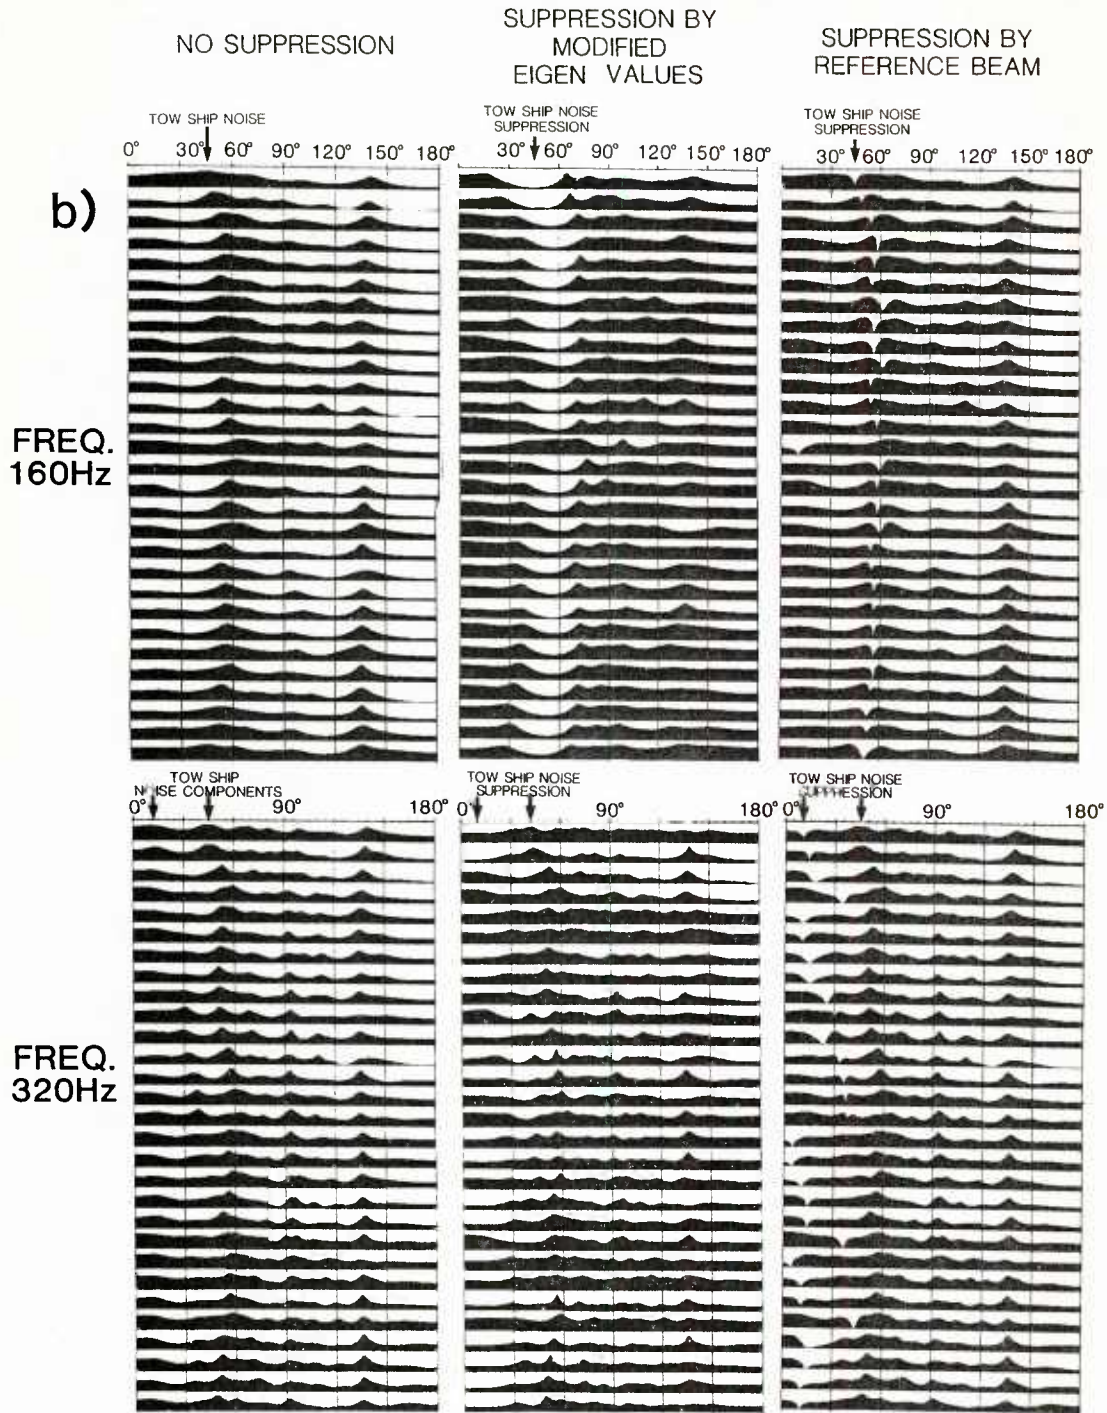 NO SUPPRESSION
SUPPRESSION BY
MODIFIED
EIGEN VALUES
SUPPRESSION BY
REFERENCE BEAM
TOW SHIP NOISE
TOW SHIP NOISE
SUPPRESSION
TOW SHIP NOISE
SUPPRESSION
0° 30° 60° 90° 120° 150° 180°
0° 30° 60° 90° 120° 150° 180°
30° 60° 90° 120° 150° 180°
b)
FREQ.
160Hz
TOW SHIP
NOISE COMPONENTS
TOW SHIP NOISE
SUPPRESSION
TOW SHIP NOISE
SUPPRESSION
0° 90° 180°
0° 90° 180°
0° 90° 180°
FREQ.
320Hz